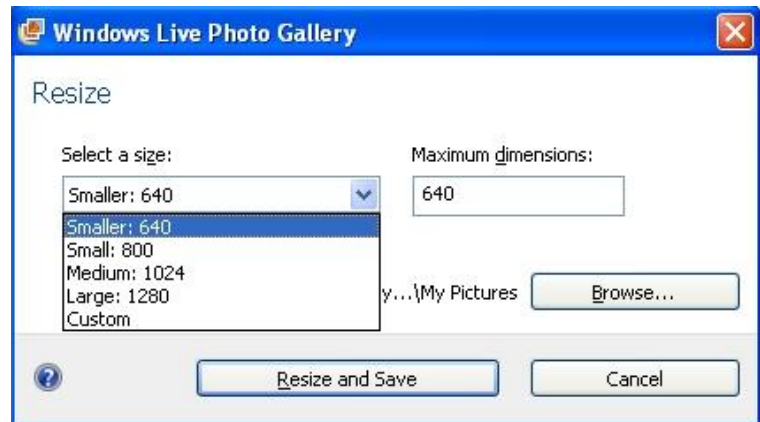 Windows Live Photo Gallery
Resize
Select a size:
Maximum dimensions:
Smaller: 640
640
Smaller: 640
Small: 800
Medium: 1024
Large: 1280
Custom
y...\My Pictures
Browse...
Resize and Save
Cancel